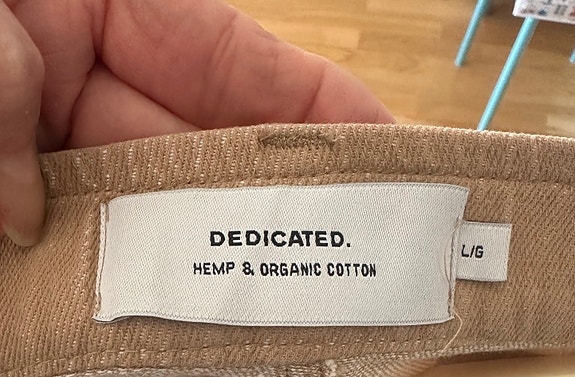 DEDICATED.
HEMP & ORGANIC COTTON
L/G